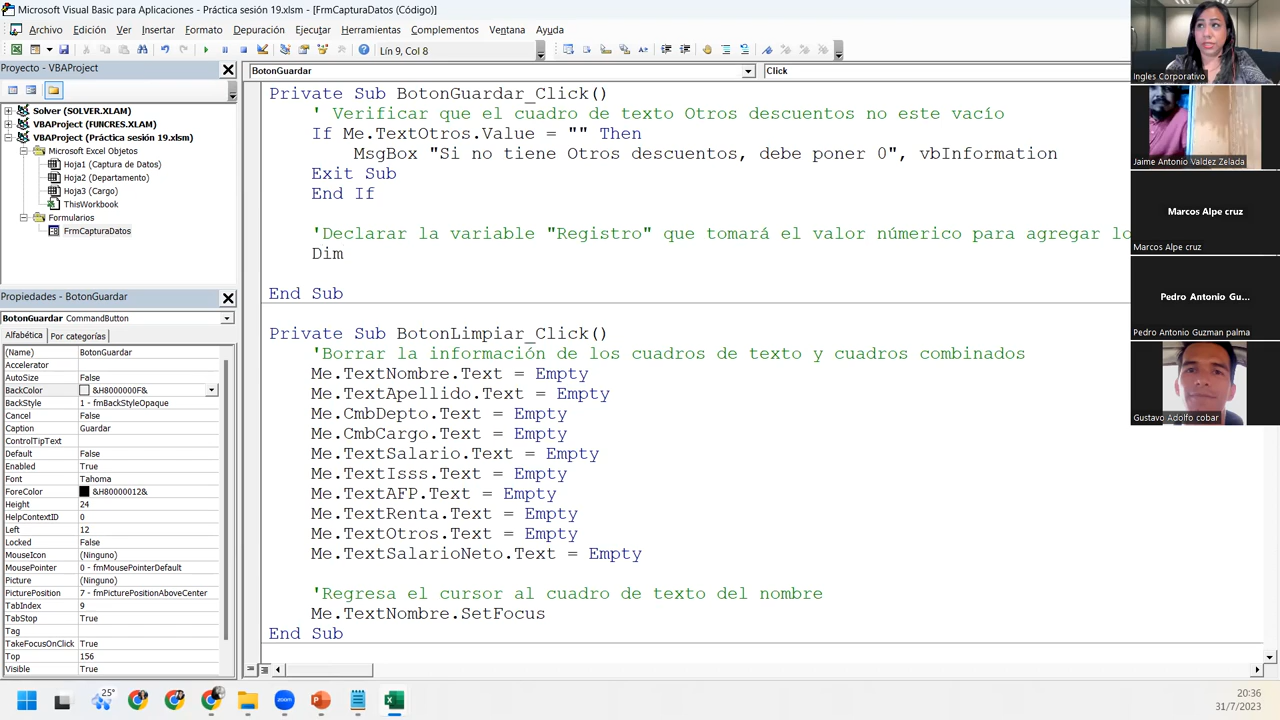 Microsoft Visual Basic para Aplicaciones - Práctica sesión 19.xlsm - [FrmCapturaDatos (Código)]
Archivo Edición Ver Insertar Formato Depuración Ejecutar Herramientas Complementos Ventana Ayuda
Lín 9, Col 8
Proyecto - VBAProject
Solver (SOLVER.XLAM)
VBAProject (FUNCRES.XLAM)
VBAProject (Práctica sesión 19.xlsm)
Microsoft Excel Objetos
Hoja1 (Captura de Datos)
Hoja2 (Departamento)
Hoja3 (Cargo)
ThisWorkbook
Formularios
FrmCapturaDatos
Propiedades - BotonGuardar
BotonGuardar CommandButton
Alfabética Por categorías
(Name) BotonGuardar
Accelerator
AutoSize False
BackColor &H8000000F&
BackStyle 1 - fmBackStyleOpaque
Cancel False
Caption Guardar
ControlTipText
Default False
Enabled True
Font Tahoma
ForeColor &H80000012&
Height 24
HelpContextID 0
Left 12
Locked False
MouseIcon (Ninguno)
MousePointer 0 - fmMousePointerDefault
Picture (Ninguno)
PicturePosition 7 - fmPicturePositionAboveCenter
TabIndex 9
TabStop True
Tag
TakeFocusOnClick True
Top 156
Visible True
BotonGuardar Click
Private Sub BotonGuardar_Click()
' Verificar que el cuadro de texto Otros descuentos no este vacío
If Me.TextOtros.Value = "" Then
MsgBox "Si no tiene Otros descuentos, debe poner 0", vbInformation
Exit Sub
End If
'Declarar la variable "Registro" que tomará el valor númerico para agregar lo
Dim
End Sub
Private Sub BotonLimpiar_Click()
'Borrar la información de los cuadros de texto y cuadros combinados
Me.TextNombre.Text = Empty
Me.TextApellido.Text = Empty
Me.CmbDepto.Text = Empty
Me.CmbCargo.Text = Empty
Me.TextSalario.Text = Empty
Me.TextIsss.Text = Empty
Me.TextAFP.Text = Empty
Me.TextRenta.Text = Empty
Me.TextOtros.Text = Empty
Me.TextSalarioNeto.Text = Empty
'Regresa el cursor al cuadro de texto del nombre
Me.TextNombre.SetFocus
End Sub
Ingles Corporativo
Jaime Antonio Valdez Zelada
Marcos Alpe cruz
Marcos Alpe cruz
Pedro Antonio Gu...
Pedro Antonio Guzman palma
Gustavo Adolfo cobar
25°
20:36
31/7/2023